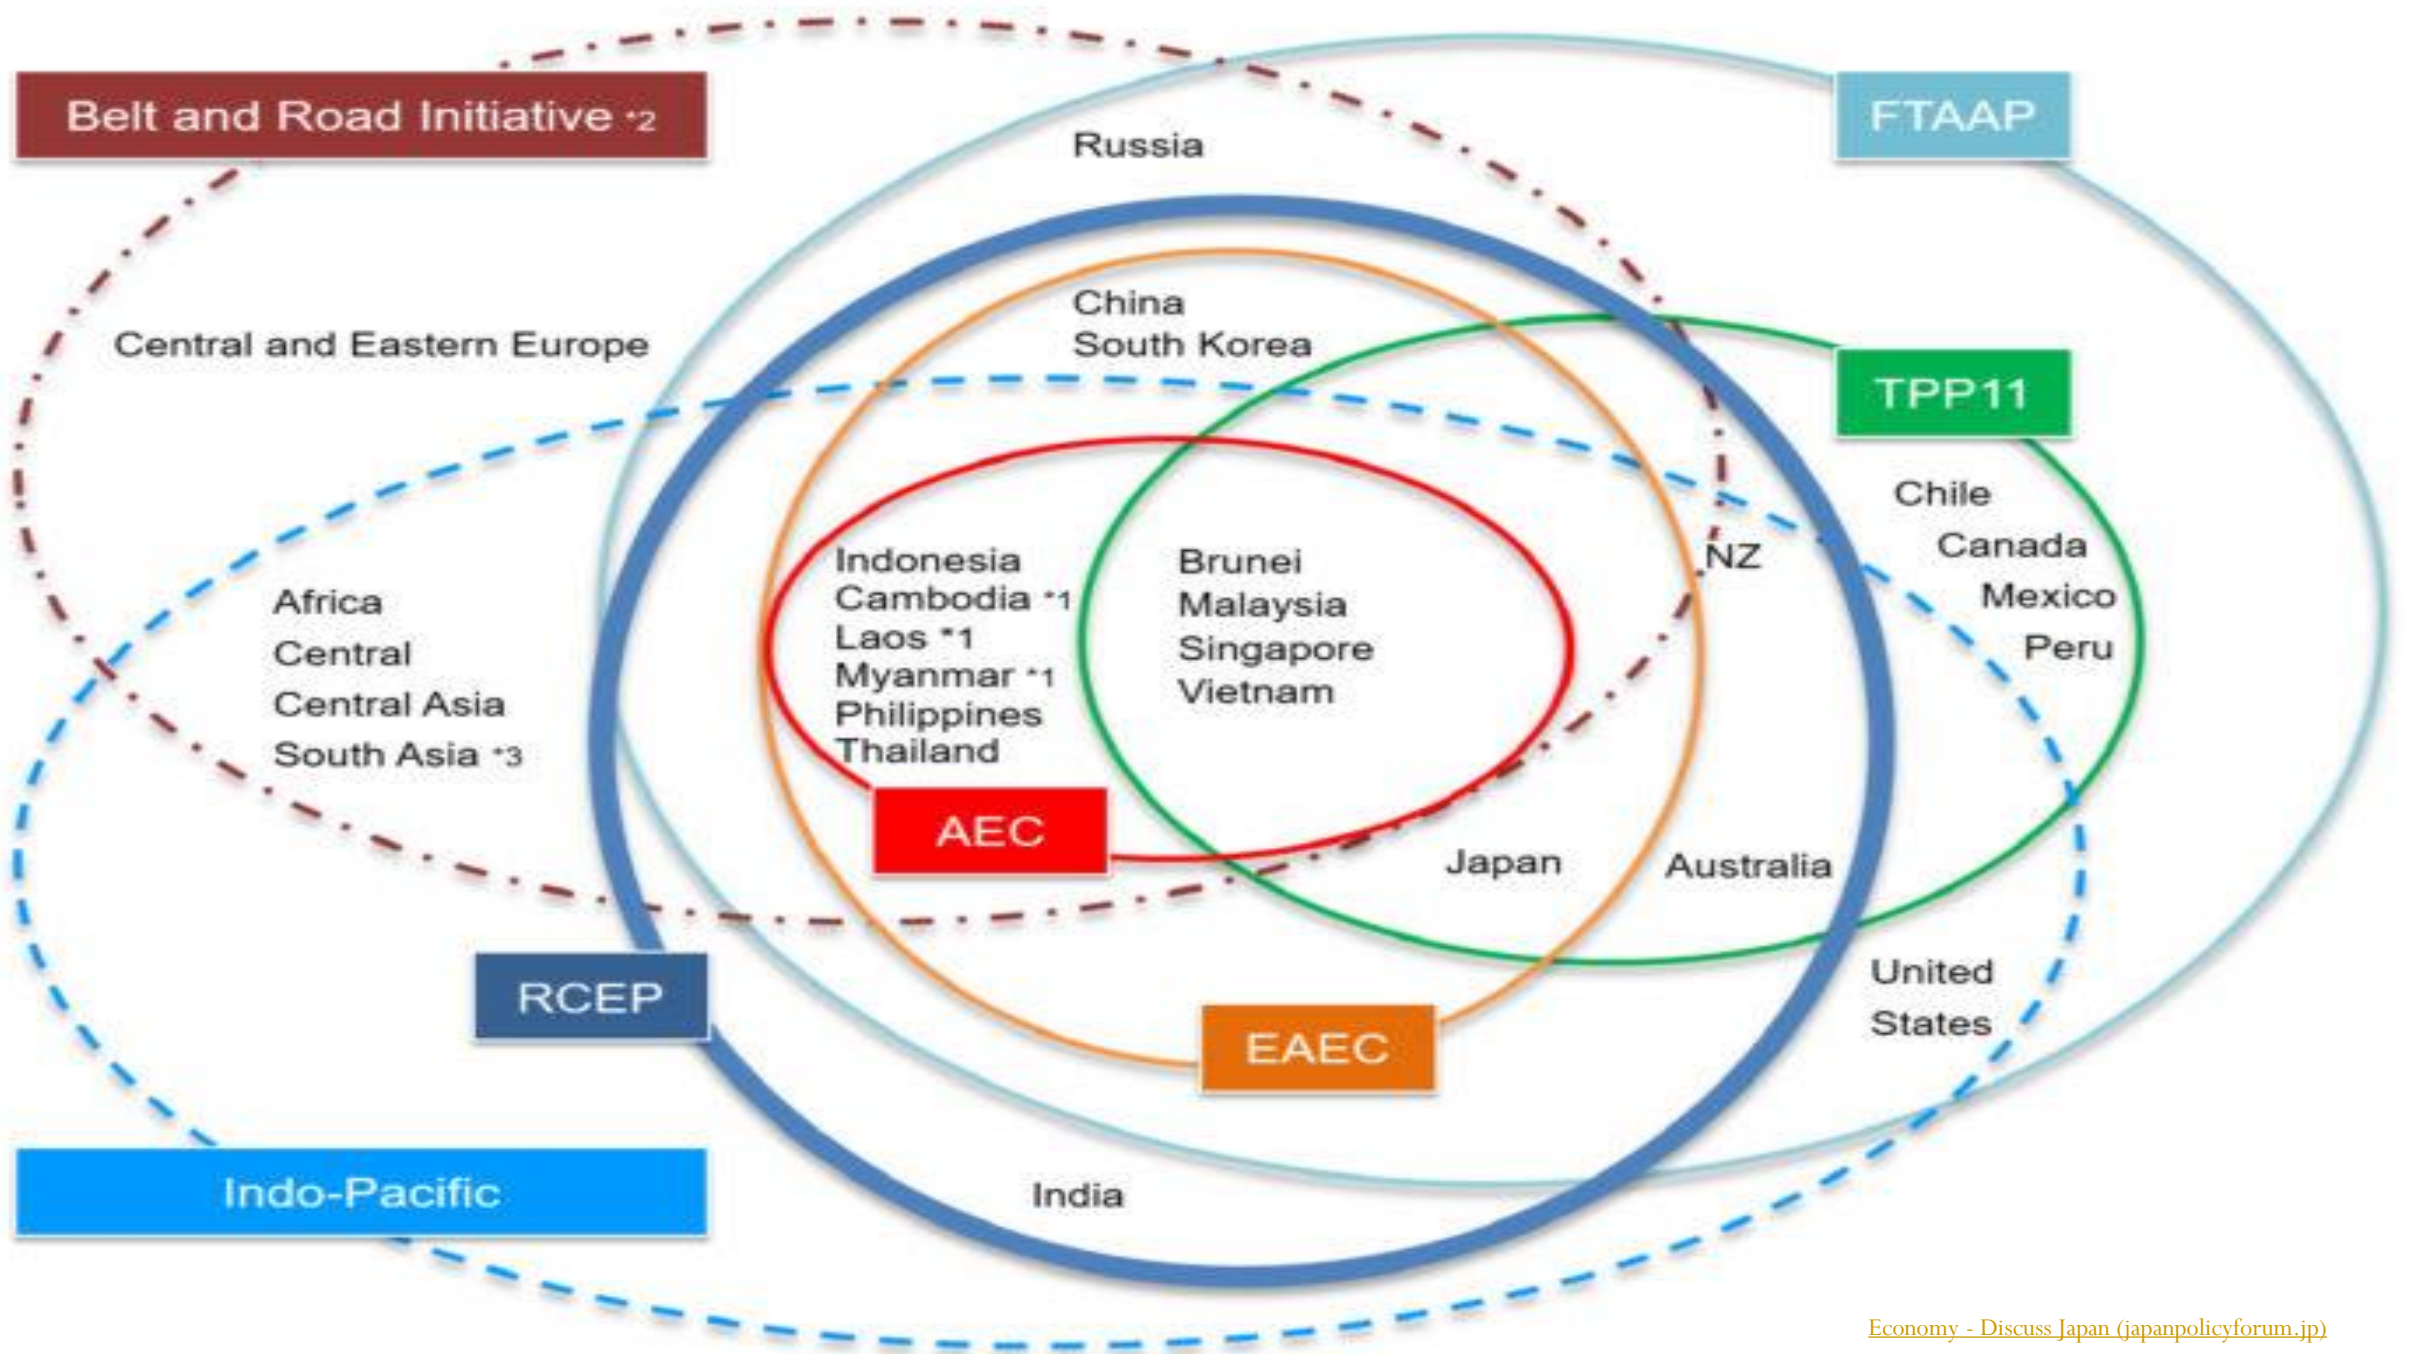 Belt and Road Initiative *2
FTAAP
Russia
China
South Korea
Central and Eastern Europe
TPP11
Chile
Canada
Mexico
Peru
NZ
Indonesia
Cambodia *1
Laos *1
Myanmar *1
Philippines
Thailand
Brunei
Malaysia
Singapore
Vietnam
Africa
Central
Central Asia
South Asia *3
AEC
Japan
Australia
RCEP
United
States
EAEC
Indo-Pacific
India
Economy - Discuss Japan (japanpolicyforum.jp)